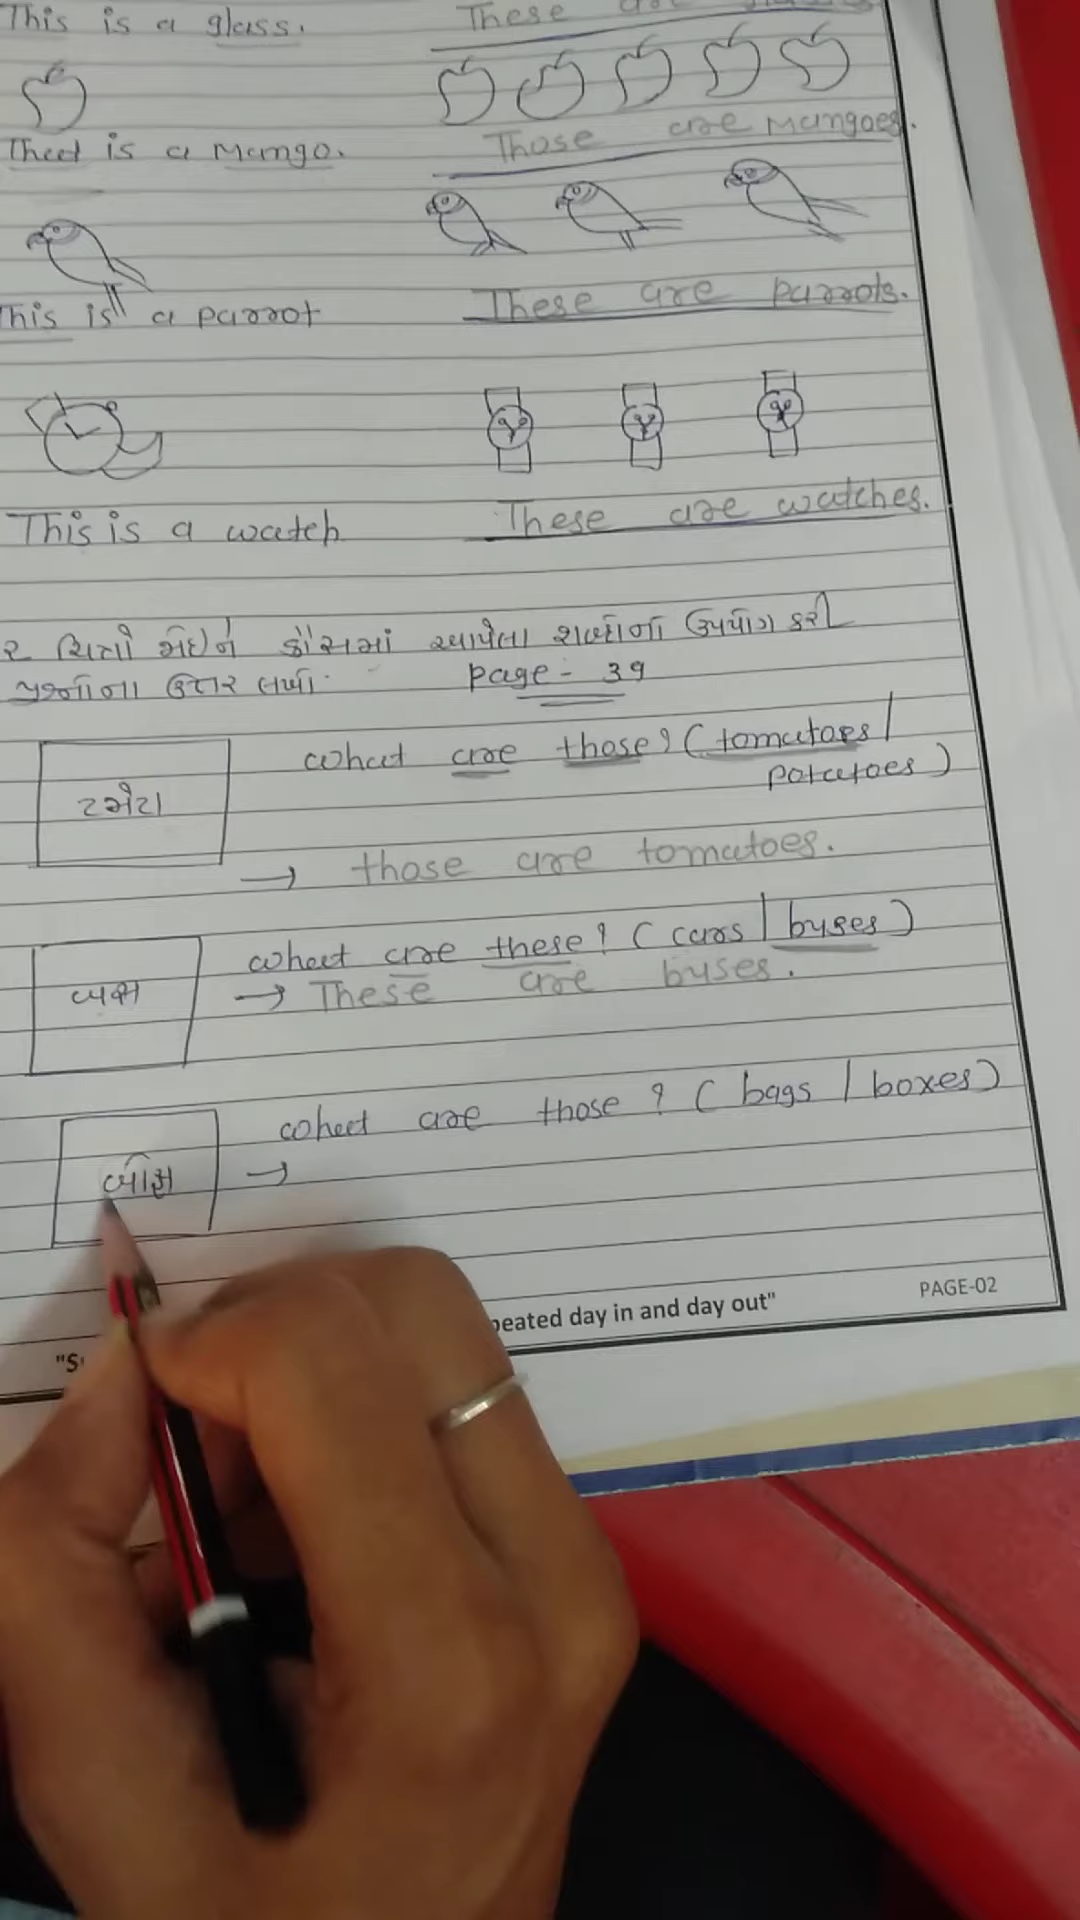 This is a glass.
These are
That is a Mango.
Those are Mangoes.
This is a parrot
These are parrots.
This is a watch
These are watches.
ર ચિત્રો જોઈને કૌંસમાં આપેલા શબ્દોનો ઉપયોગ કરી
પ્રશ્નોના ઉત્તર લખો. page - 39
what are those? (tomatoes /
potatoes)
ટમેટા
→ those are tomatoes.
what are these? (cars / buses)
બસ
→ These are buses.
what are those? (bags / boxes)
→
peated day in and day out"
PAGE-02
"S